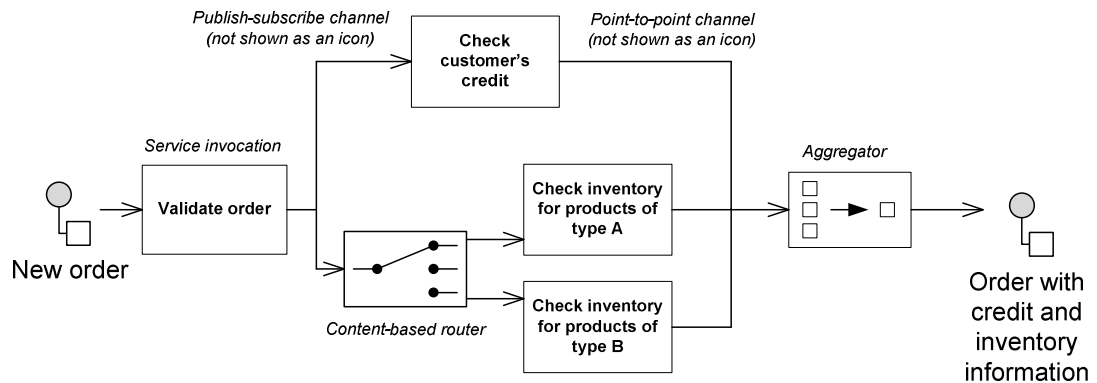 Publish-subscribe channel
(not shown as an icon)
Point-to-point channel
(not shown as an icon)
Check
customer's
credit
Service invocation
Validate order
New order
Content-based router
Check inventory
for products of
type A
Check inventory
for products of
type B
Aggregator
Order with
credit and
inventory
information